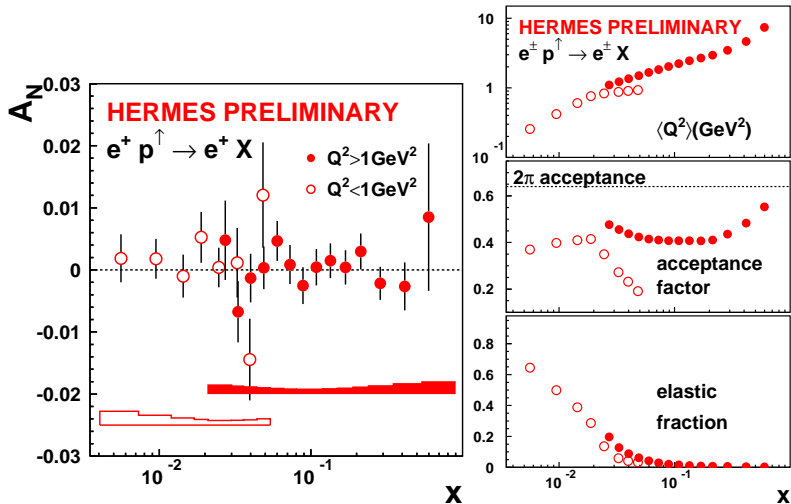 A_N
0.03
0.02
0.01
0
-0.01
-0.02
-0.03
HERMES PRELIMINARY
e⁺ p↑ → e⁺ X
Q²>1GeV²
Q²<1GeV²
10⁻²
10⁻¹
x
10
1
10⁻¹
HERMES PRELIMINARY
e± p↑ → e± X
⟨Q²⟩(GeV²)
2π acceptance
0.6
0.4
0.2
acceptance
factor
0.8
0.6
0.4
0.2
0
elastic
fraction
10⁻²
10⁻¹
x